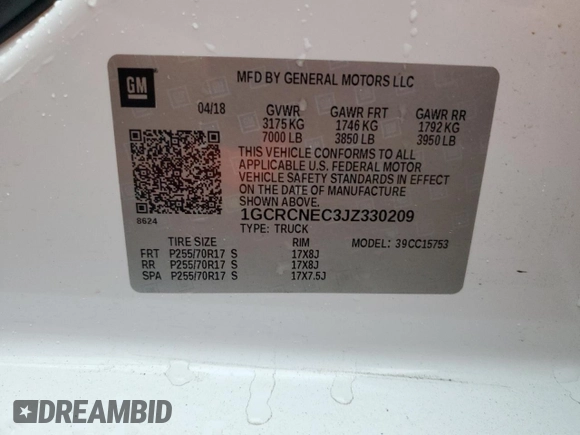 GM
MFD BY GENERAL MOTORS LLC
04/18 GVWR GAWR FRT GAWR RR
3175 KG 1746 KG 1792 KG
7000 LB 3850 LB 3950 LB
THIS VEHICLE CONFORMS TO ALL
APPLICABLE U.S. FEDERAL MOTOR
VEHICLE SAFETY STANDARDS IN EFFECT
ON THE DATE OF MANUFACTURE
SHOWN ABOVE.
8624
1GCRCNEC3JZ330209
TYPE: TRUCK
TIRE SIZE RIM MODEL: 39CC15753
FRT P255/70R17 S 17X8J
RR P255/70R17 S 17X8J
SPA P255/70R17 S 17X7.5J
DREAMBID